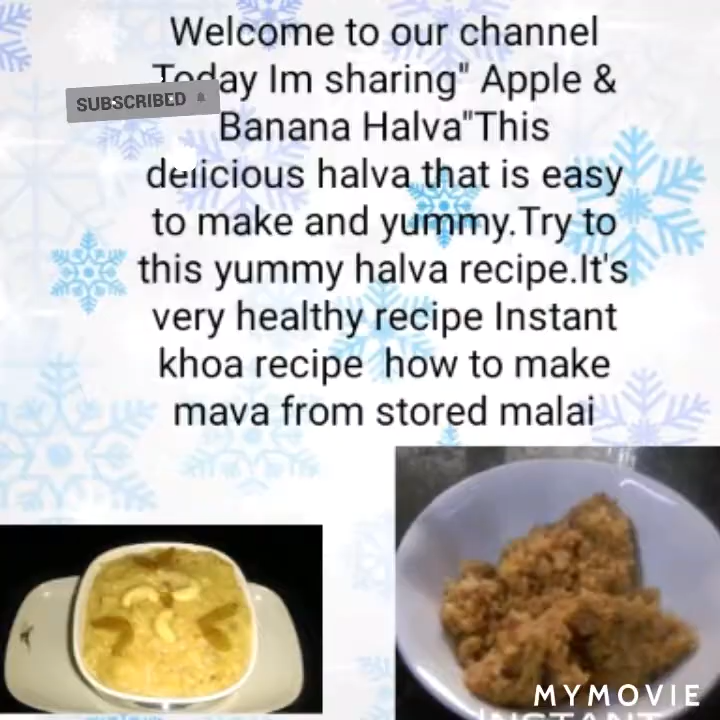 Welcome to our channel
Today Im sharing" Apple &
SUBSCRIBED
Banana Halva"This
delicious halva that is easy
to make and yummy.Try to
this yummy halva recipe.It's
very healthy recipe Instant
khoa recipe  how to make
mava from stored malai
MYMOVIE